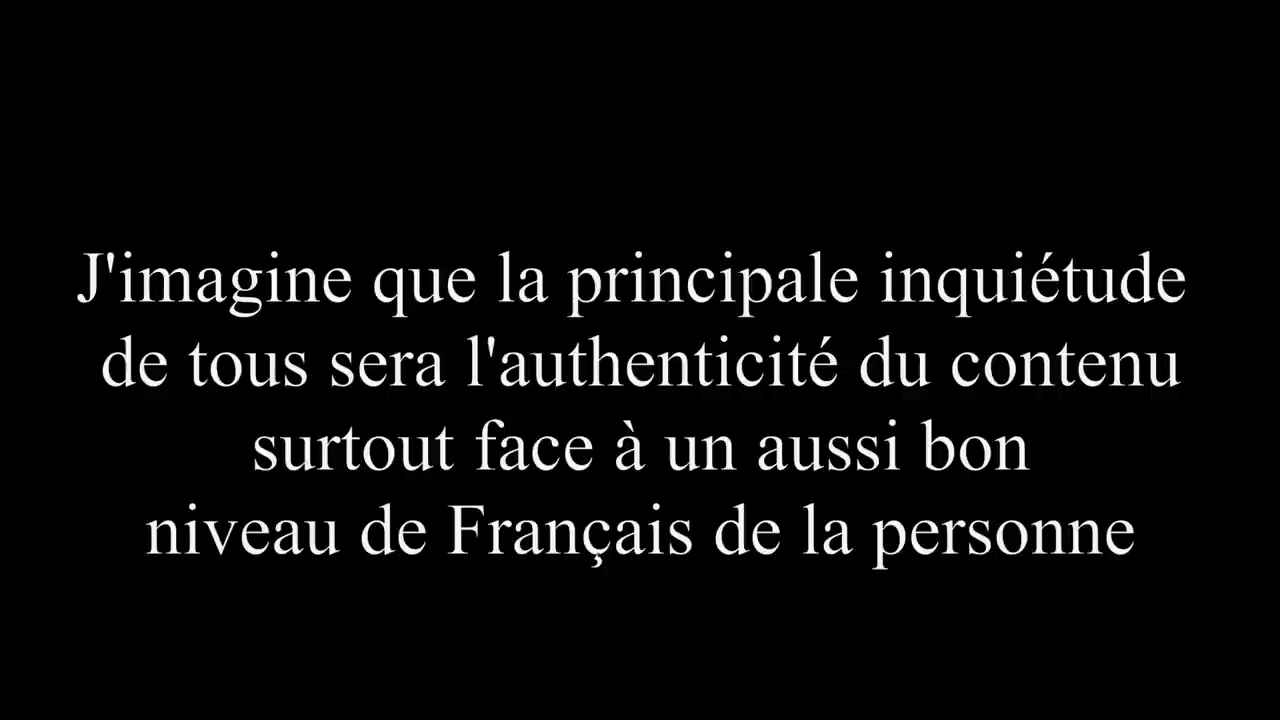 J'imagine que la principale inquiétude
de tous sera l'authenticité du contenu
surtout face à un aussi bon
niveau de Français de la personne